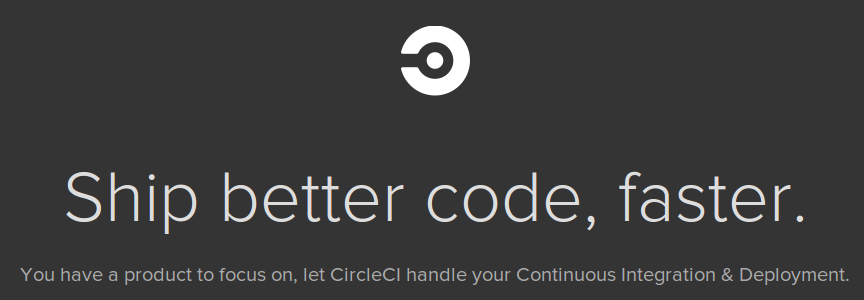 Ship better code, faster.
You have a product to focus on, let CircleCI handle your Continuous Integration & Deployment.